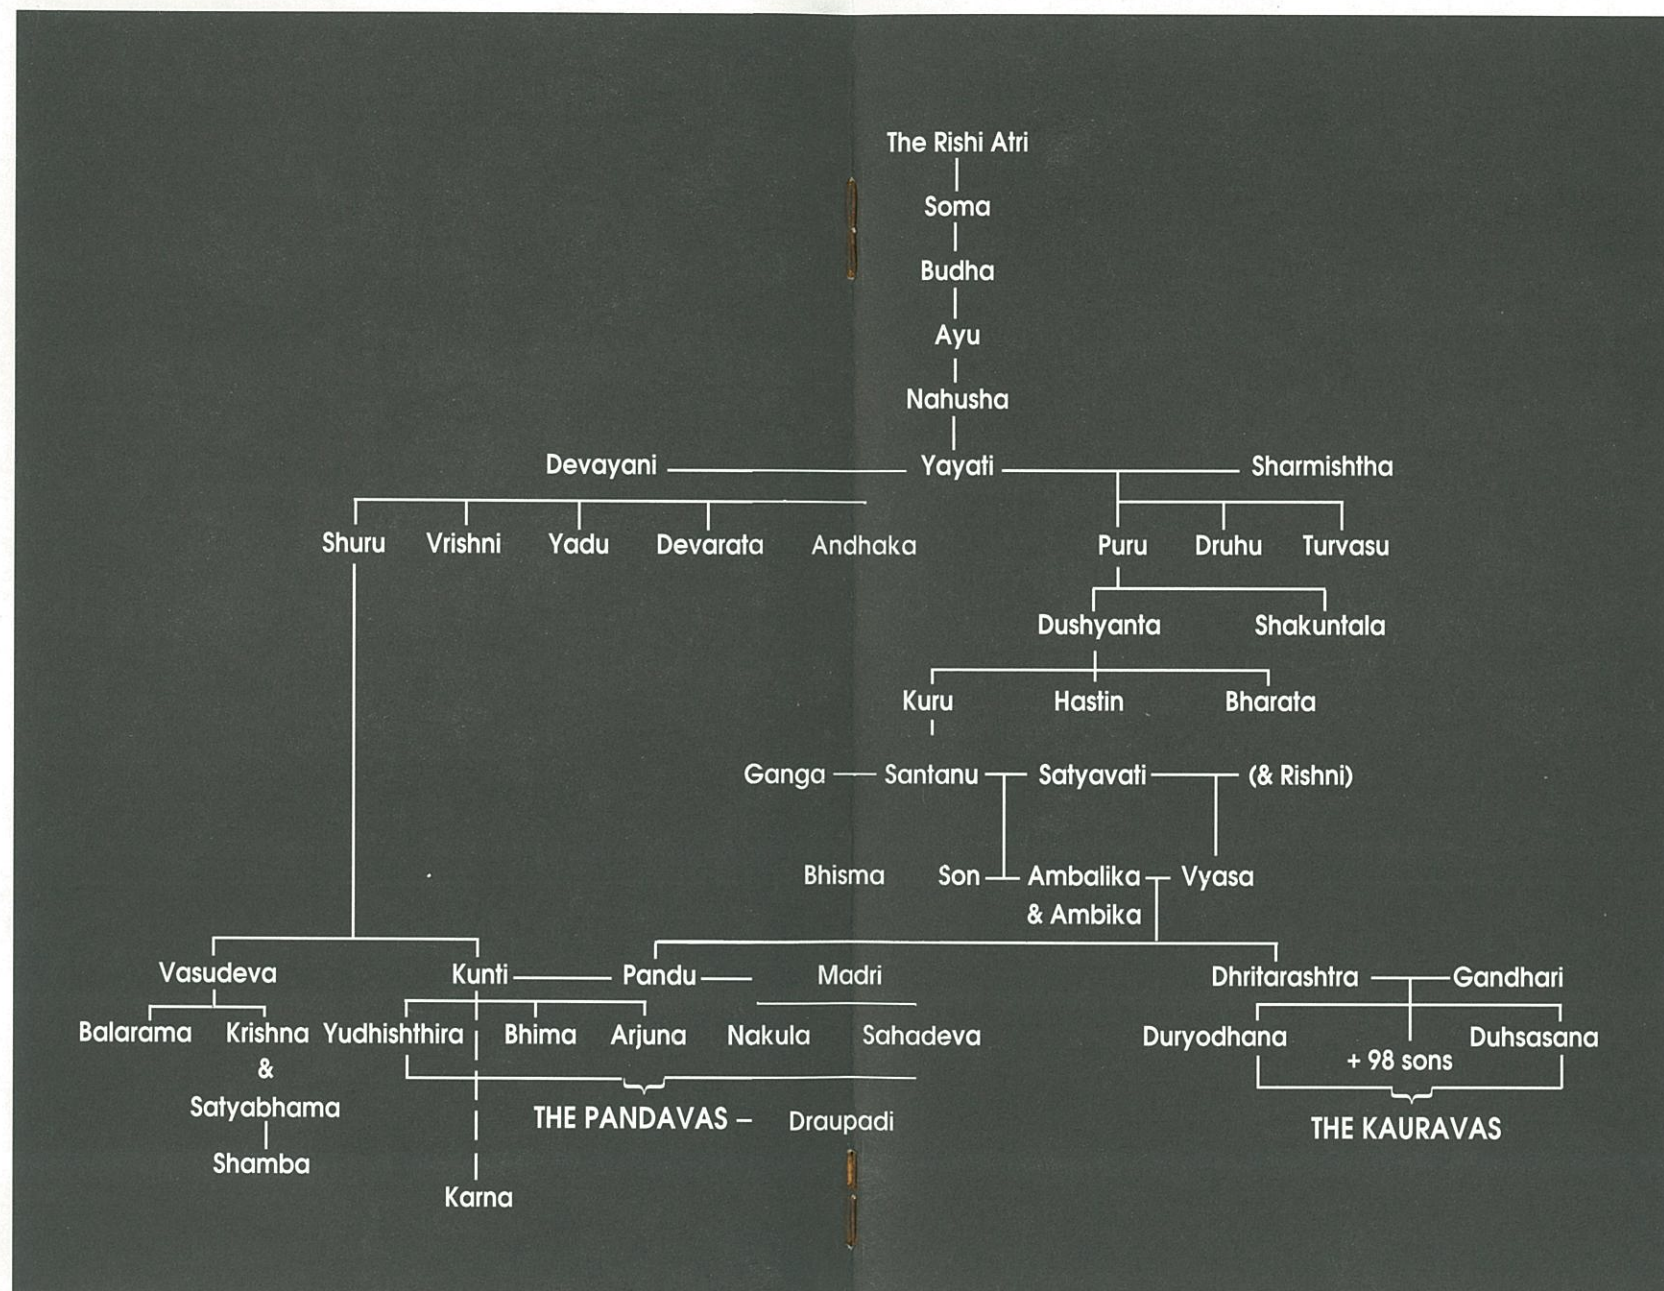 The Rishi Atri
Soma
Budha
Ayu
Nahusha
Devayani Yayati Sharmishtha
Shuru Vrishni Yadu Devarata Andhaka Puru Druhu Turvasu
Dushyanta Shakuntala
Kuru Hastin Bharata
Ganga Santanu Satyavati (& Rishni)
Bhisma Son Ambalika Vyasa
& Ambika
Vasudeva Kunti Pandu Madri Dhritarashtra Gandhari
Balarama Krishna Yudhishthira Bhima Arjuna Nakula Sahadeva Duryodhana Duhsasana
& + 98 sons
Satyabhama THE PANDAVAS – Draupadi THE KAURAVAS
Shamba
Karna